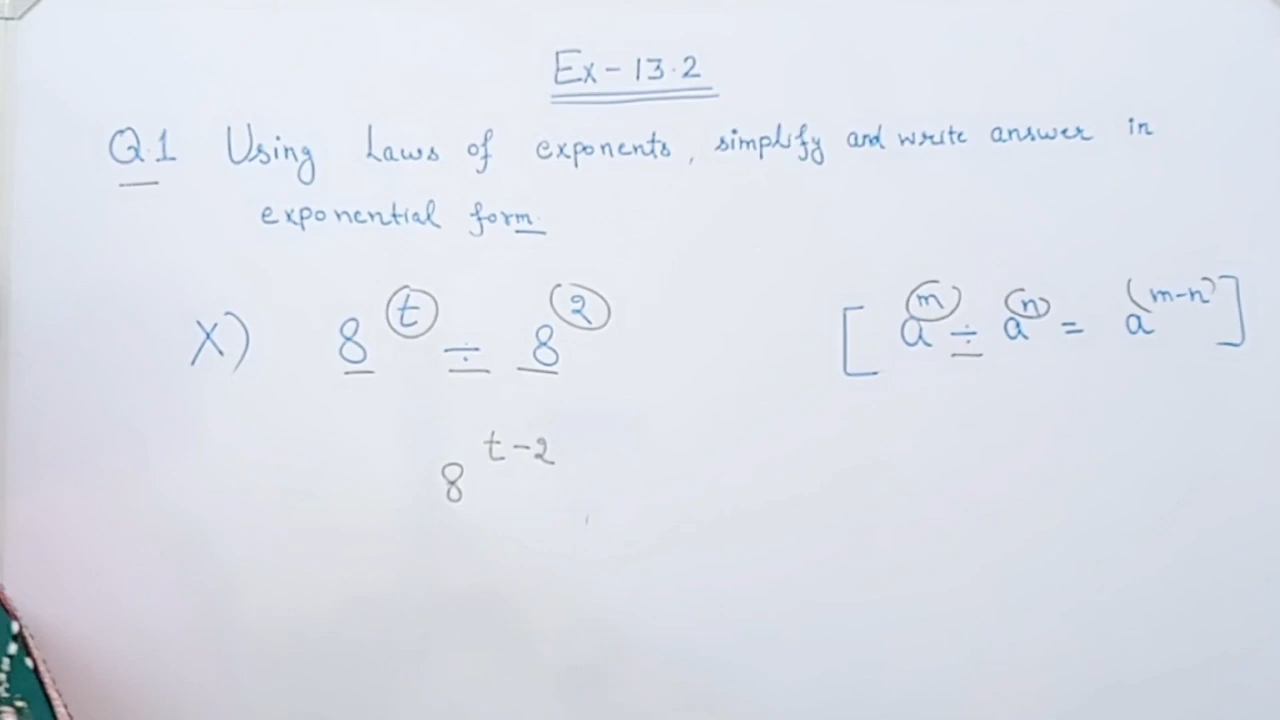 Ex - 13.2
Q.1 Using Laws of exponents, simplify and write answer in
exponential form.
X) 8^t ÷ 8^2 [a^m ÷ a^n = a^(m-n)]
8^t-2